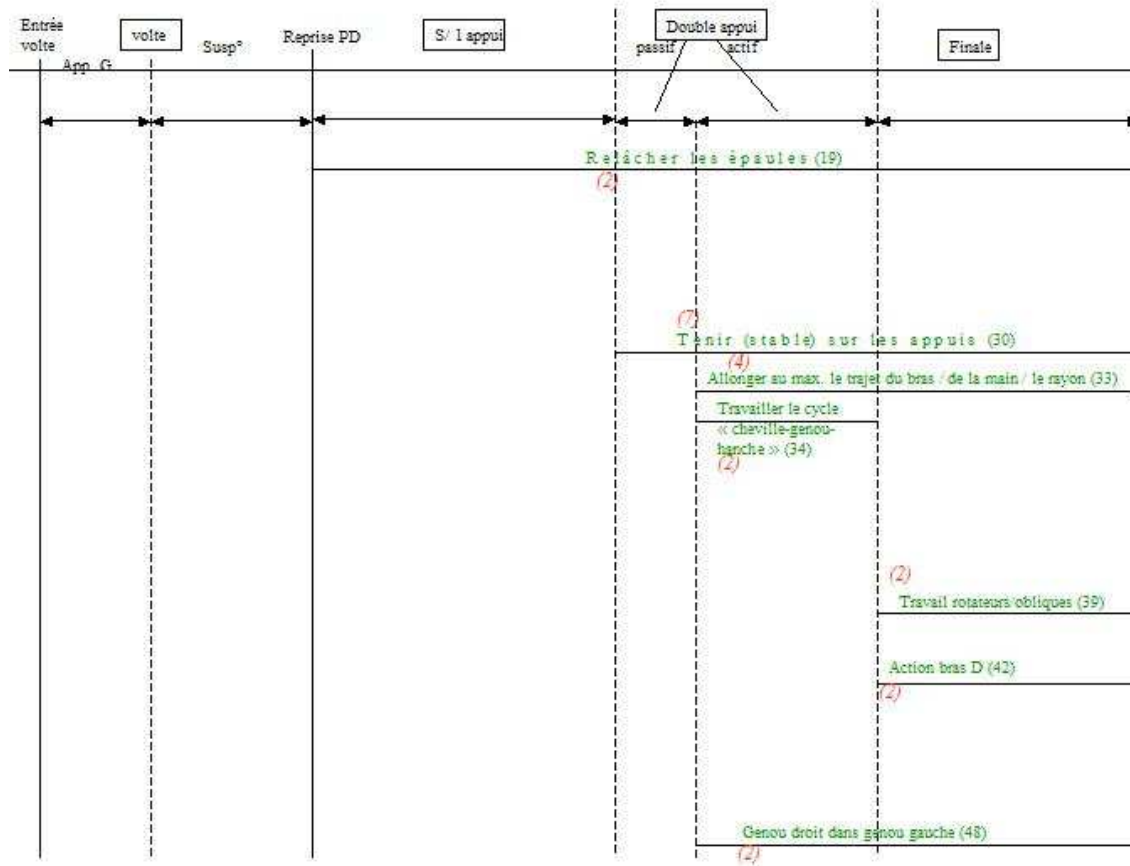 Entrée
volte
volte
Susp°
Reprise PD
S/ 1 appui
Double appui
passif
actif
Finale
App. G
Relâcher les épaules (19)
(2)
(7)
Tenir (stable) sur les appuis (30)
(4)
Allonger au max. le trajet du bras / de la main / le rayon (33)
Travailler le cycle
« cheville-genou-
hanche » (34)
(2)
(2)
Travail rotateurs/obliques (39)
Action bras D (42)
(2)
Genou droit dans genou gauche (48)
(2)